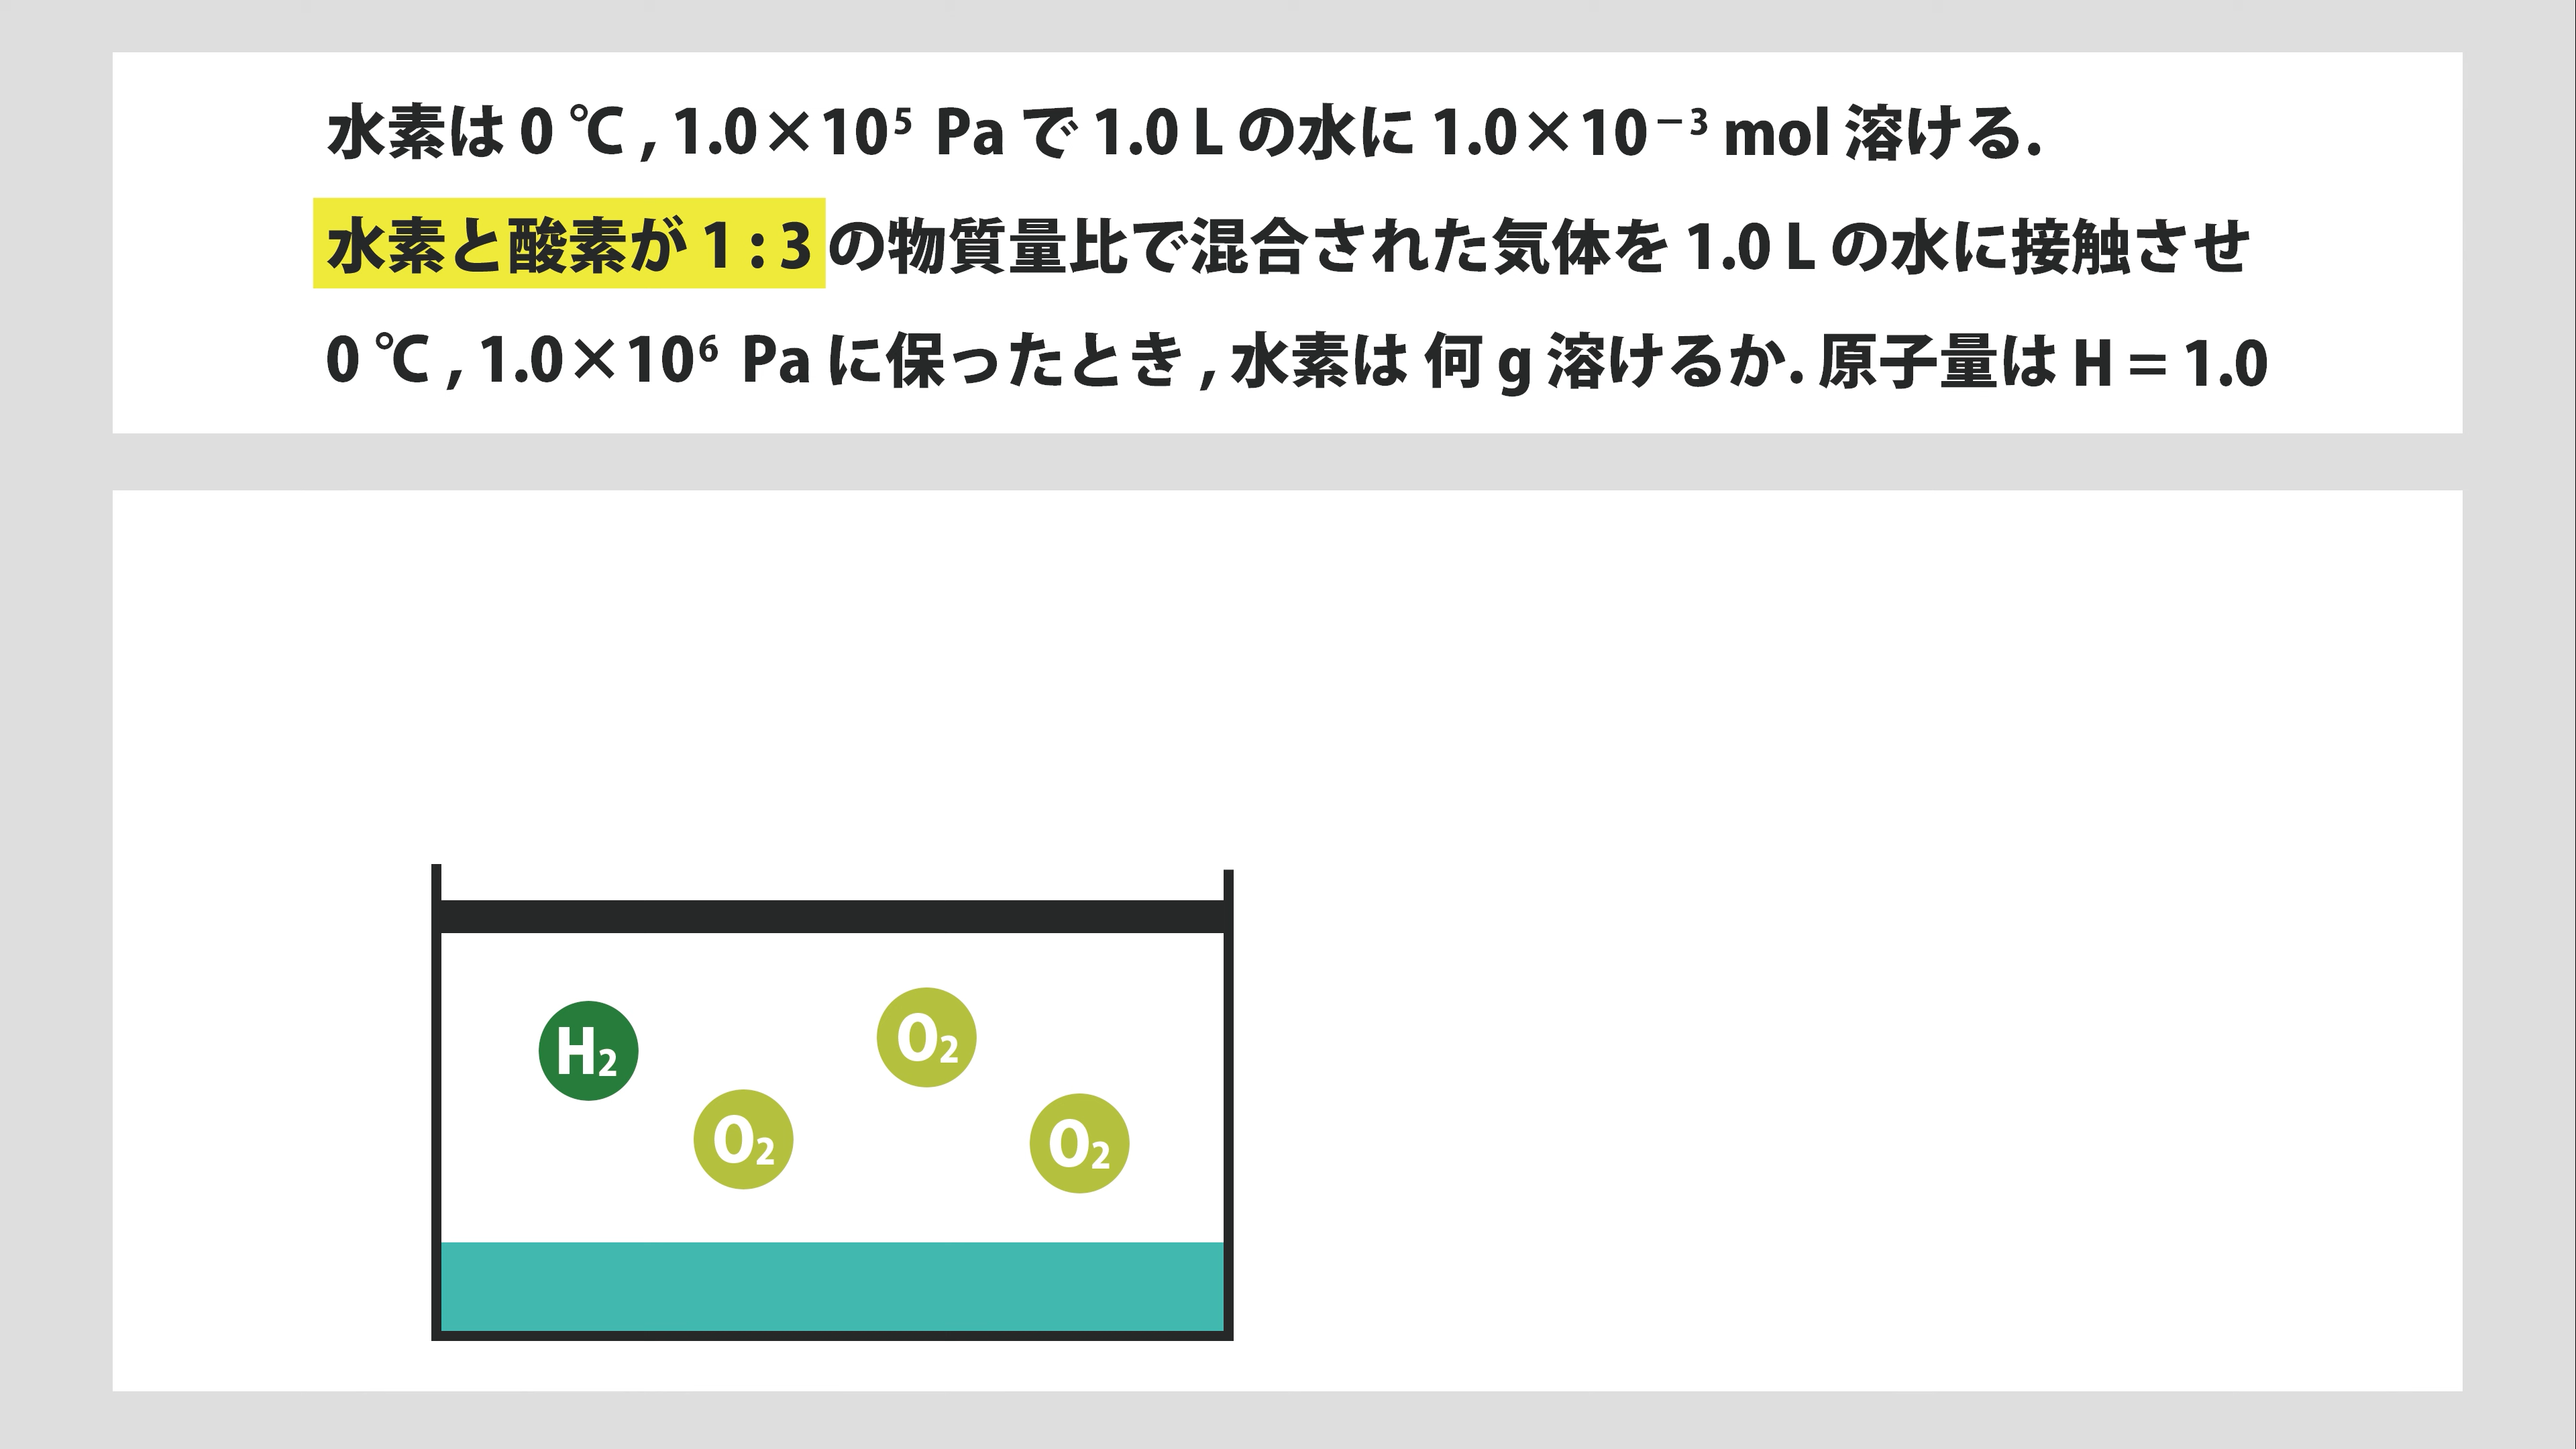 水素は 0 ℃ , 1.0×10⁵ Pa で 1.0 L の水に 1.0×10⁻³ mol 溶ける.
水素と酸素が 1 : 3 の物質量比で混合された気体を 1.0 L の水に接触させ
0 ℃ , 1.0×10⁶ Pa に保ったとき , 水素は 何 g 溶けるか. 原子量は H = 1.0
H₂
O₂
O₂
O₂